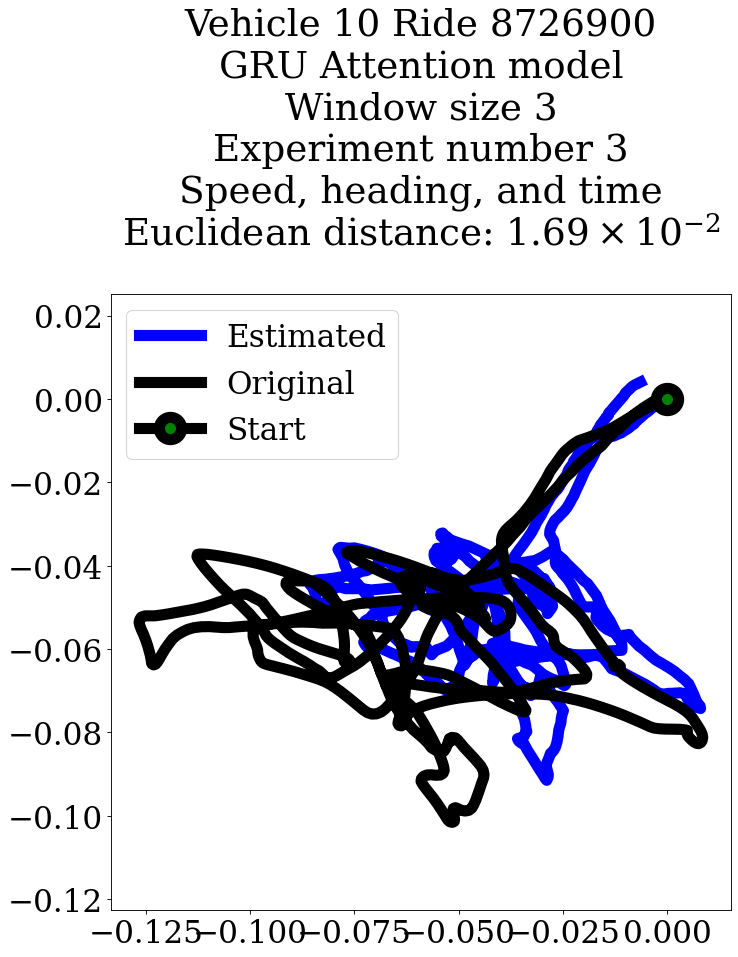 Vehicle 10 Ride 8726900
GRU Attention model
Window size 3
Experiment number 3
Speed, heading, and time
Euclidean distance: 1.69 × 10⁻²
Estimated
Original
Start
0.02
0.00
−0.02
−0.04
−0.06
−0.08
−0.10
−0.12
−0.125 −0.100 −0.075 −0.050 −0.025 0.000